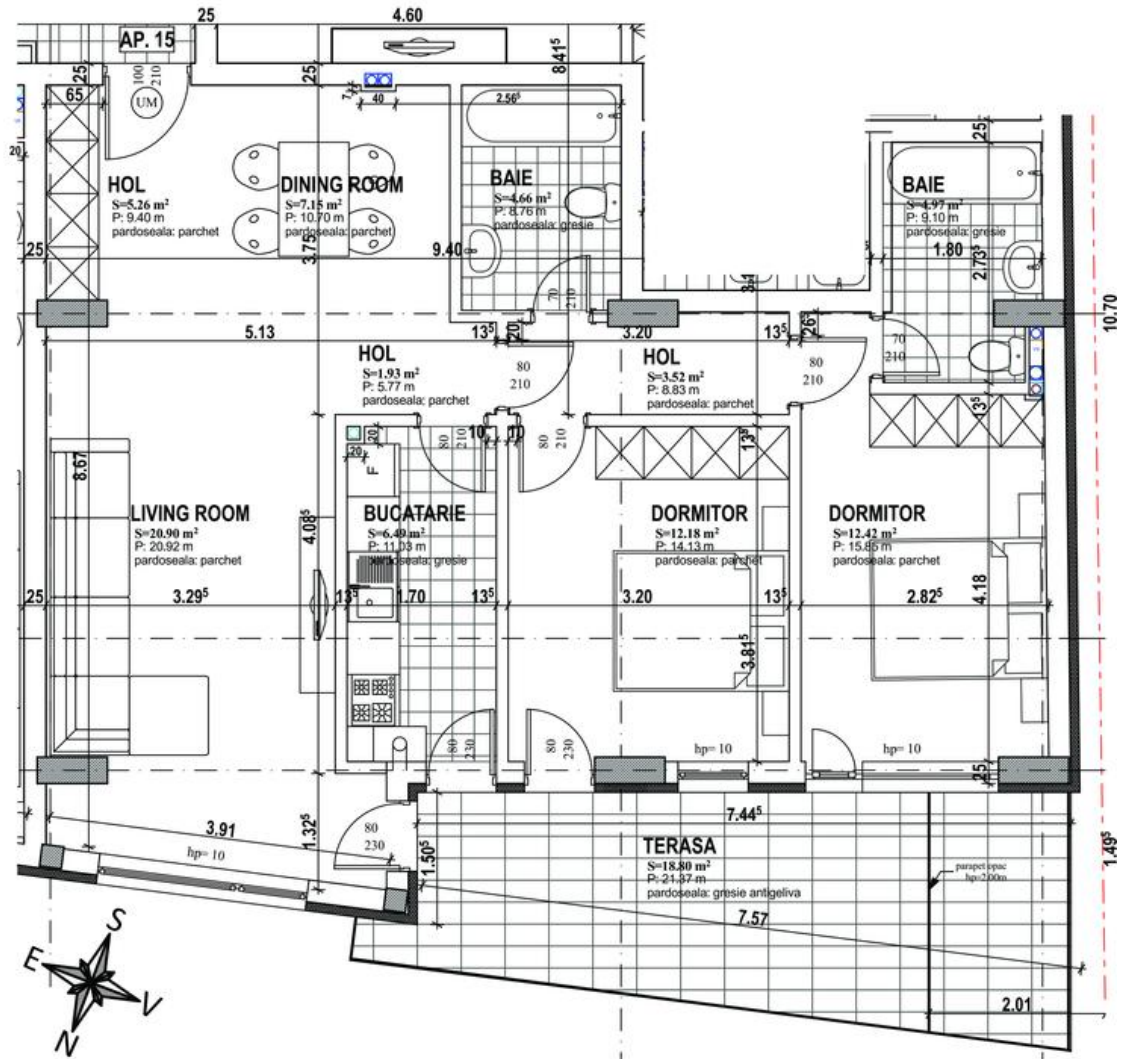 25
4.60
AP. 15
25
100
210
UM
25
65
7
40
2.56⁵
8.41⁵
25
20
HOL
S=5.26 m²
P: 9.40 m
pardoseala: parchet
DINING ROOM
S=7.15 m²
P: 10.70 m
pardoseala: parchet
3.75
BAIE
S=4.66 m²
P: 8.76 m
pardoseala: gresie
BAIE
S=4.97 m²
P: 9.10 m
pardoseala: gresie
25
9.40
1.80
2.73⁵
70
210
10.70
5.13
13⁵
20
3.20
13⁵
26⁵
70
210
HOL
S=1.93 m²
P: 5.77 m
pardoseala: parchet
80
210
HOL
S=3.52 m²
P: 8.83 m
pardoseala: parchet
80
210
13⁵
20
20
F
80
210
10
10
80
210
13⁵
8.67
LIVING ROOM
S=20.90 m²
P: 20.92 m
pardoseala: parchet
4.08⁵
BUCATARIE
S=6.49 m²
P: 11.03 m
pardoseala: gresie
DORMITOR
S=12.18 m²
P: 14.13 m
pardoseala: parchet
DORMITOR
S=12.42 m²
P: 15.85 m
pardoseala: parchet
25
3.29⁵
13⁵
1.70
13⁵
3.20
13⁵
2.82⁵
4.18
3.81⁵
80
230
80
230
hp= 10
hp= 10
25
3.91
hp= 10
1.32⁵
80
230
1.50⁵
7.44⁵
1.49⁵
TERASA
S=18.80 m²
P: 21.37 m
pardoseala: gresie antigeliva
parapet opac
hp=2.00m
7.57
2.01
S
E
V
N